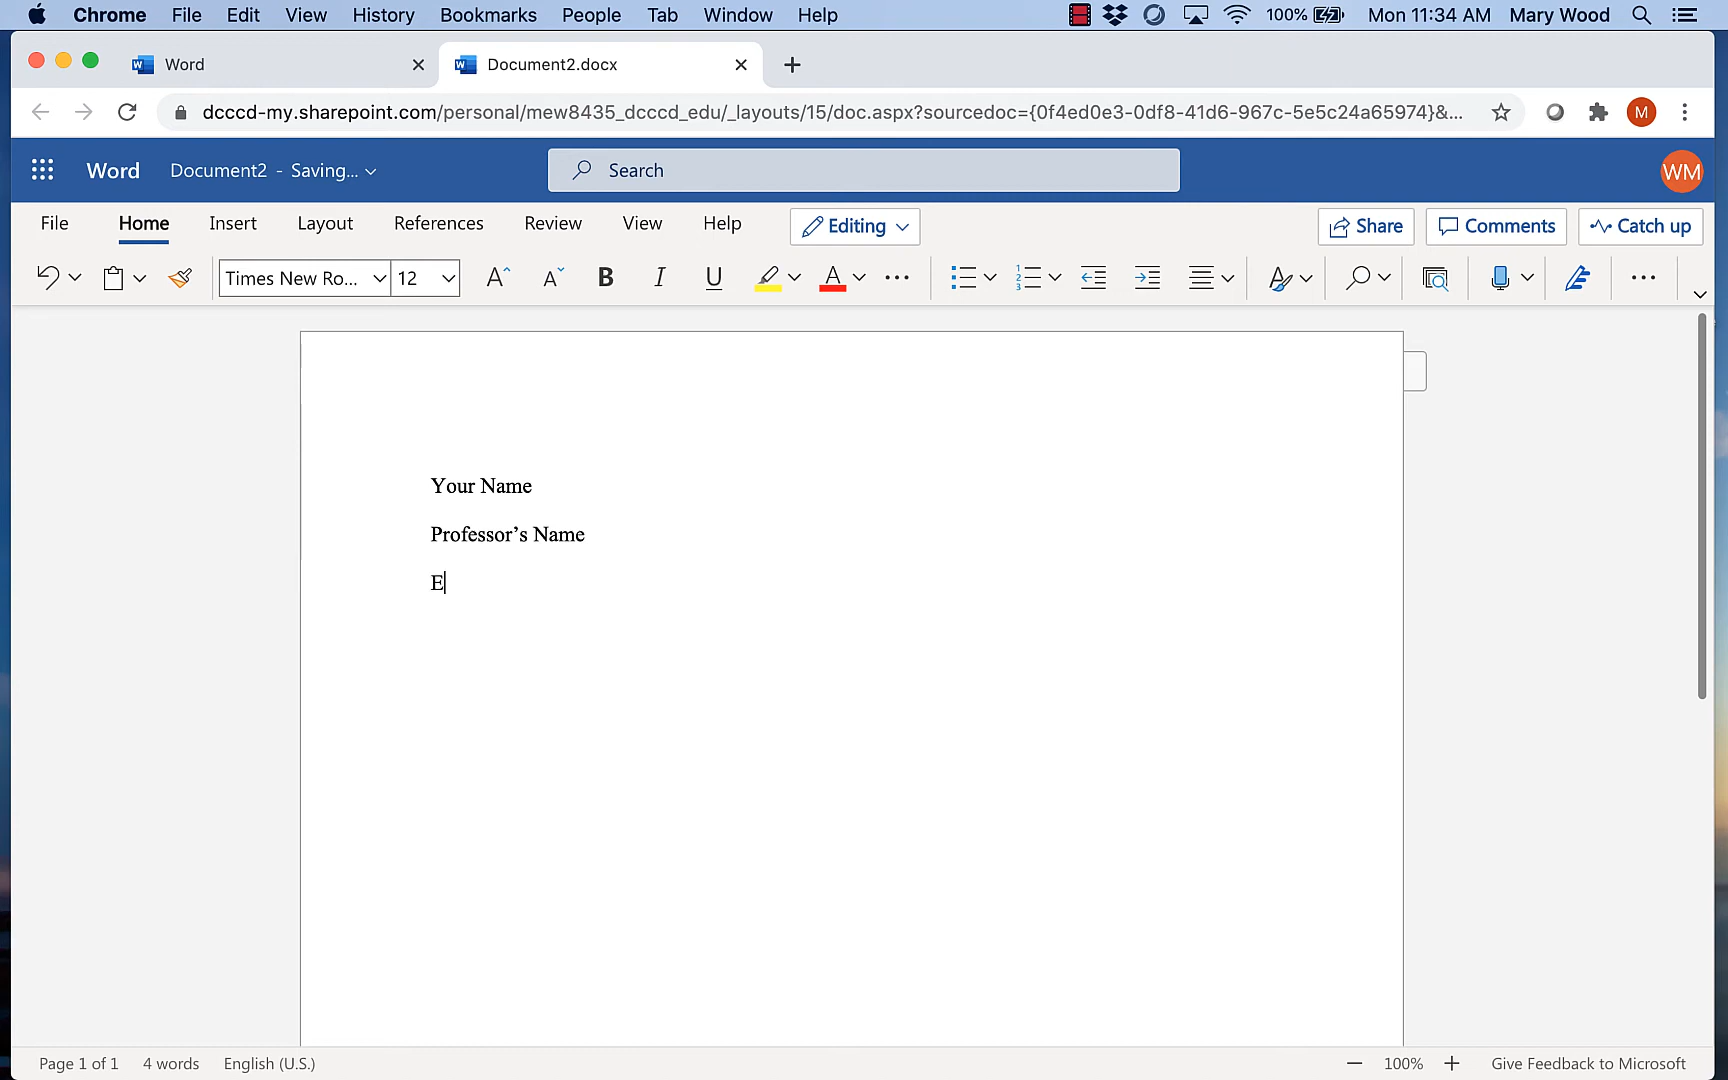 Chrome File Edit View History Bookmarks People Tab Window Help 100% Mon 11:34 AM Mary Wood
Word Document2.docx
dcccd-my.sharepoint.com/personal/mew8435_dcccd_edu/_layouts/15/doc.aspx?sourcedoc={0f4ed0e3-0df8-41d6-967c-5e5c24a65974}&... M
Word Document2 - Saving... Search WM
File Home Insert Layout References Review View Help Editing Share Comments Catch up
Times New Ro... 12 A A B I U A
Your Name
Professor’s Name
E
Page 1 of 1 4 words English (U.S.) 100% Give Feedback to Microsoft